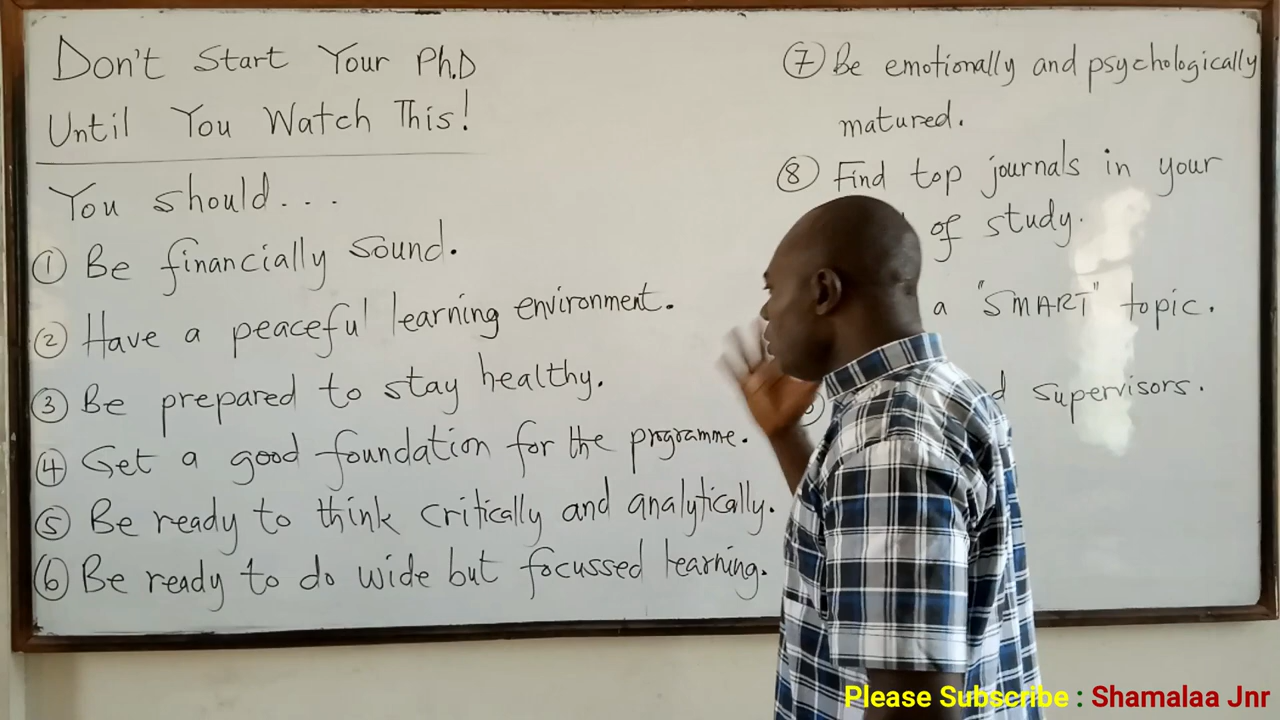 Don't Start Your Ph.D
Until You Watch This!
You should...
① Be financially sound.
② Have a peaceful learning environment.
③ Be prepared to stay healthy.
④ Get a good foundation for the programme.
⑤ Be ready to think critically and analytically.
⑥ Be ready to do wide but focussed learning.
⑦ Be emotionally and psychologically
matured.
⑧ Find top journals in your
of study.
a "SMART" topic.
supervisors.
Please Subscribe : Shamalaa Jnr